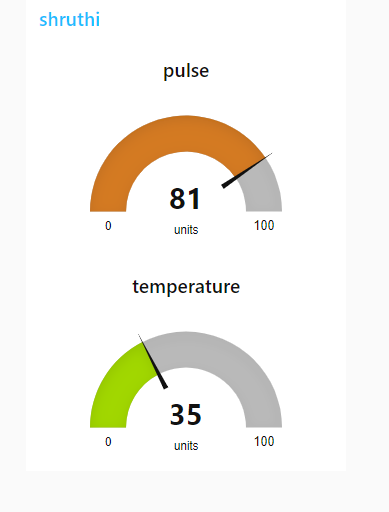 shruthi
pulse
81
0 units 100
temperature
35
0 units 100